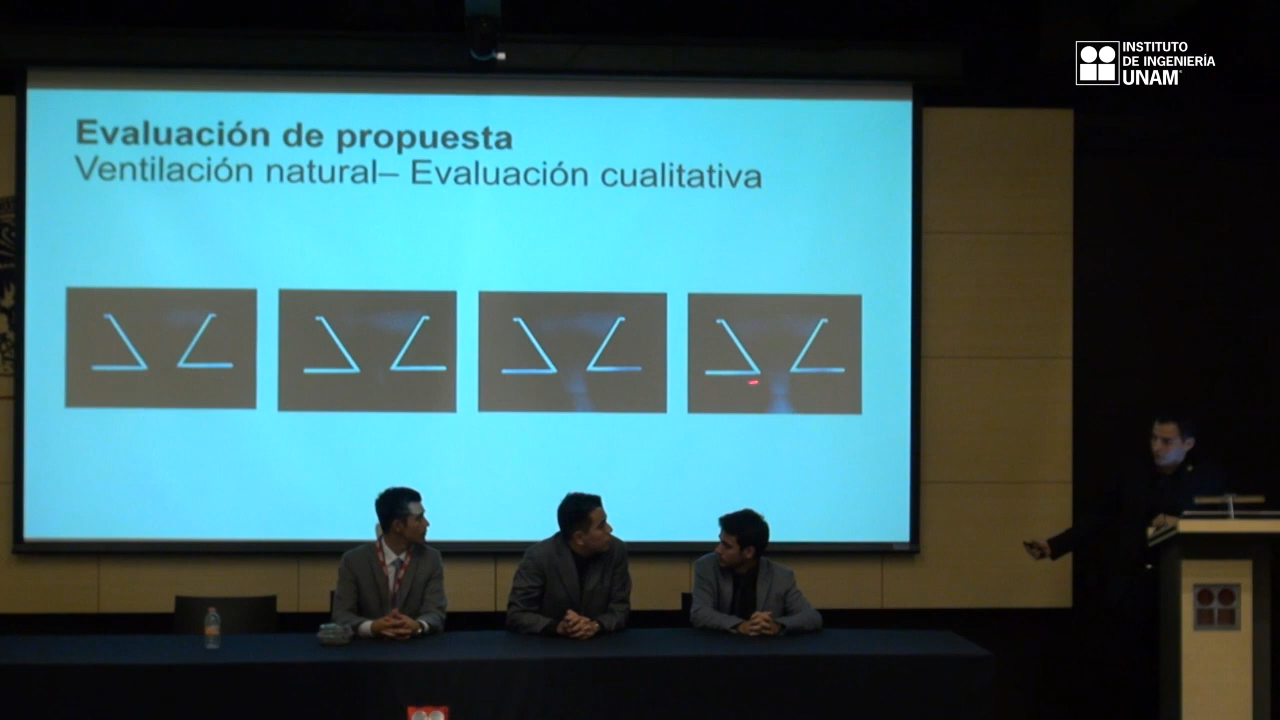 INSTITUTO
DE INGENIERÍA
UNAM
Evaluación de propuesta
Ventilación natural– Evaluación cualitativa